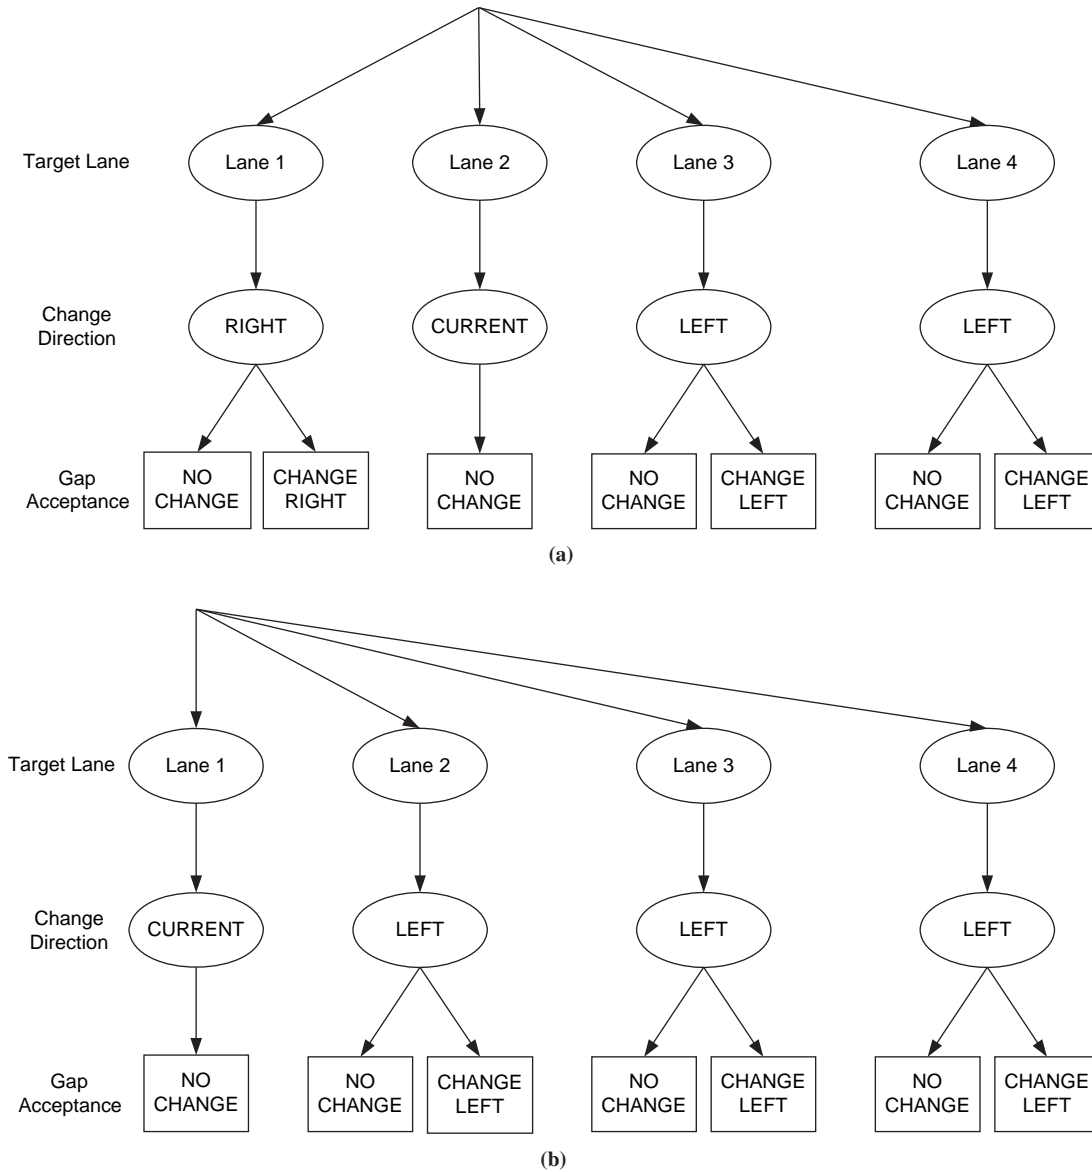 Target Lane
Lane 1
Lane 2
Lane 3
Lane 4
Change
Direction
RIGHT
CURRENT
LEFT
LEFT
Gap
Acceptance
NO
CHANGE
CHANGE
RIGHT
NO
CHANGE
NO
CHANGE
CHANGE
LEFT
NO
CHANGE
CHANGE
LEFT
(a)
Target Lane
Lane 1
Lane 2
Lane 3
Lane 4
Change
Direction
CURRENT
LEFT
LEFT
LEFT
Gap
Acceptance
NO
CHANGE
NO
CHANGE
CHANGE
LEFT
NO
CHANGE
CHANGE
LEFT
NO
CHANGE
CHANGE
LEFT
(b)